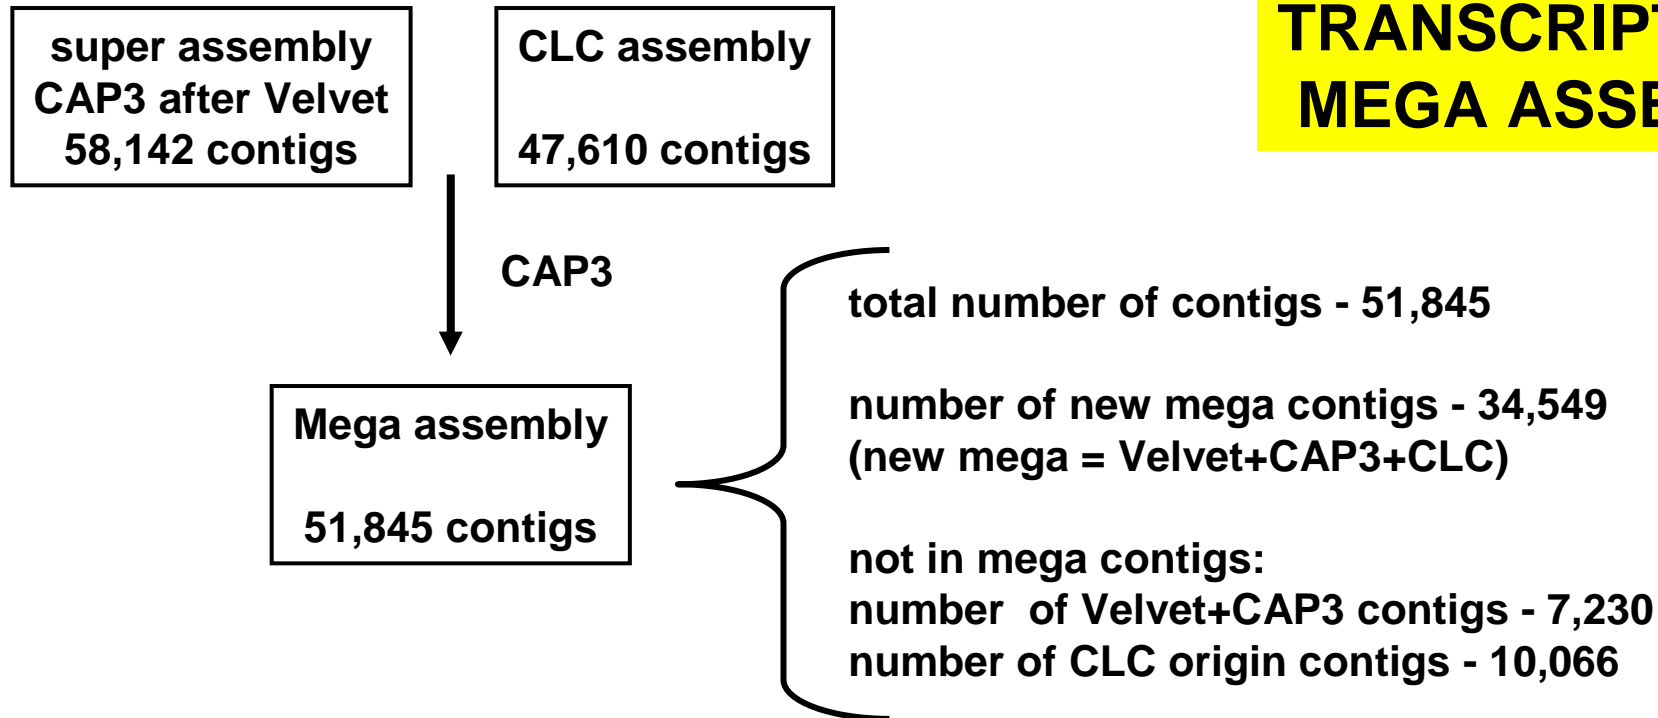 super assembly
CAP3 after Velvet
58,142 contigs
CLC assembly
47,610 contigs
MEGA
CAP3
Mega assembly
51,845 contigs
total number of contigs - 51,845
number of new mega contigs - 34,549
(new mega = Velvet+CAP3+CLC)
not in mega contigs:
number of Velvet+CAP3 contigs - 7,230
number of CLC origin contigs - 10,066